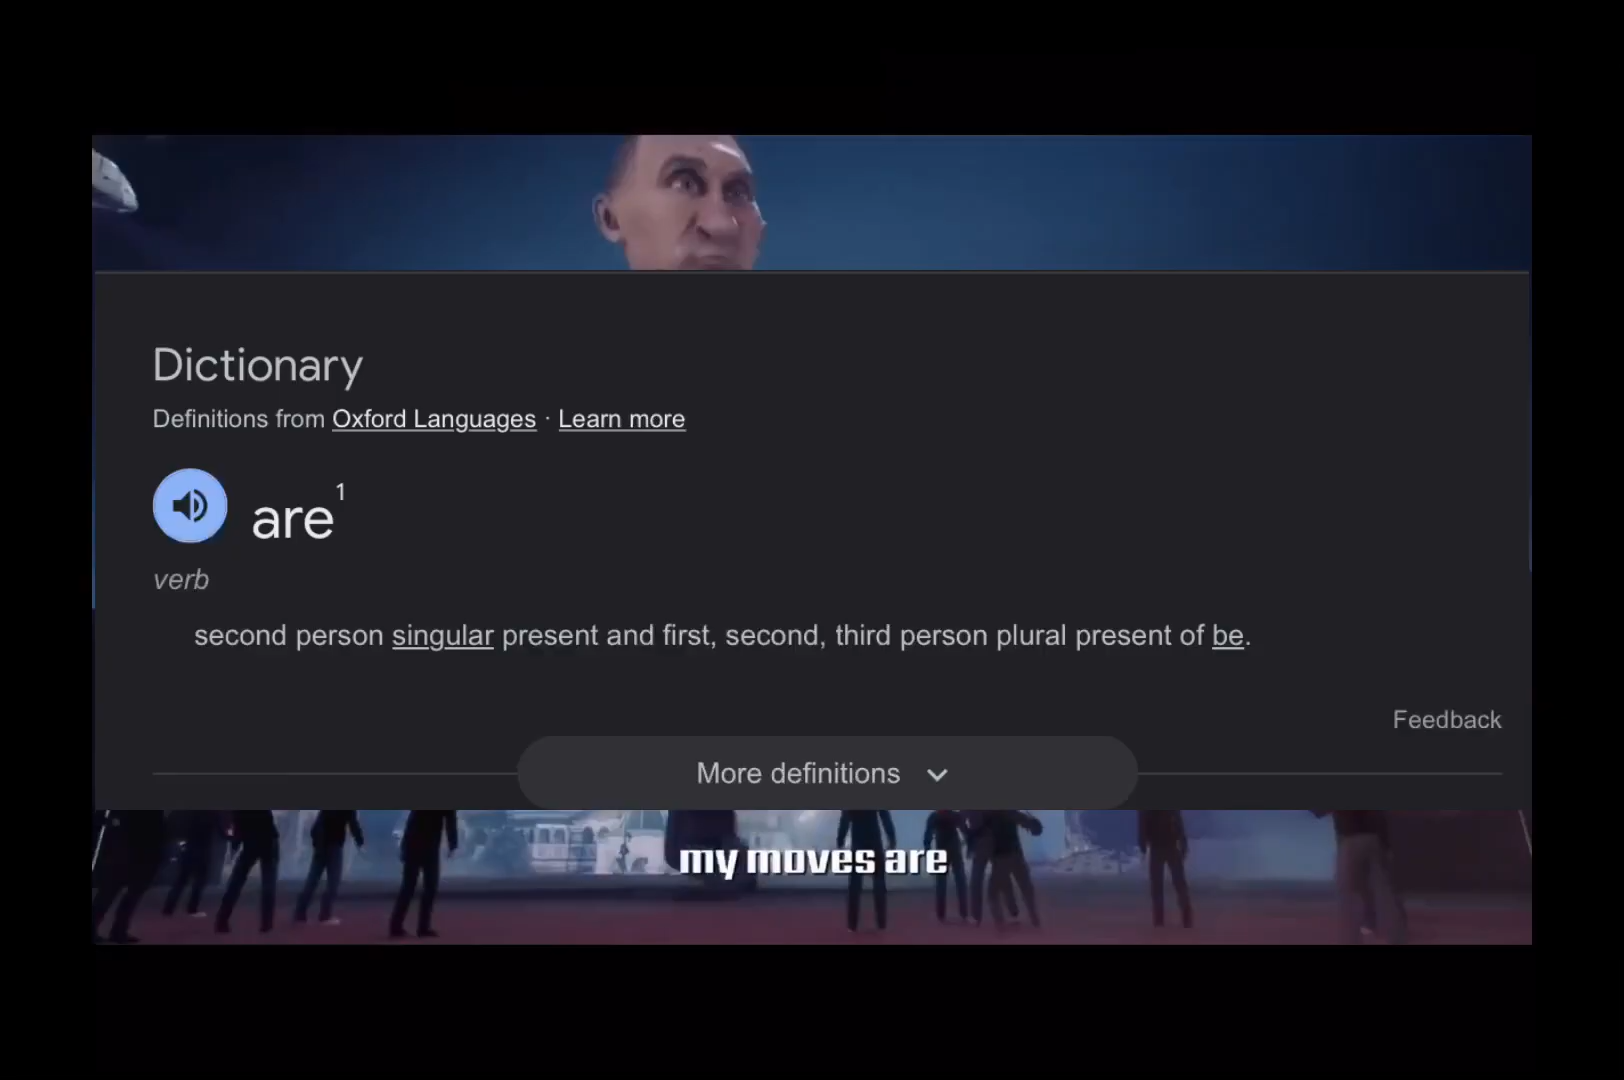 Dictionary
Definitions from Oxford Languages · Learn more
are¹
verb
second person singular present and first, second, third person plural present of be.
Feedback
More definitions
my moves are